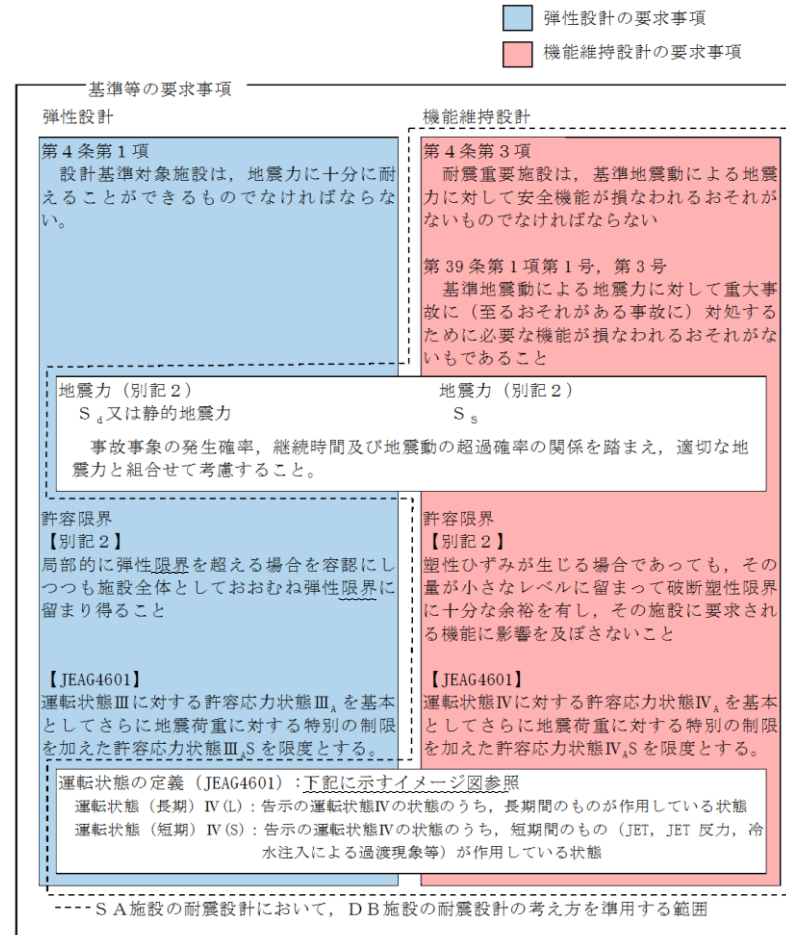 弾性設計の要求事項
機能維持設計の要求事項
基準等の要求事項
弾性設計
第4条第1項
設計基準対象施設は，地震力に十分に耐
えることができるものでなければならな
い。
機能維持設計
第4条第3項
耐震重要施設は，基準地震動による地震
力に対して安全機能が損なわれるおそれが
ないものでなければならない
第39条第1項第1号，第3号
基準地震動による地震力に対して重大事
故に（至るおそれがある事故に）対処する
ために必要な機能が損なわれるおそれがな
いもであること
地震力（別記2）
Ｓd又は静的地震力
地震力（別記2）
Ｓs
事故事象の発生確率，継続時間及び地震動の超過確率の関係を踏まえ，適切な地
震力と組合せて考慮すること。
許容限界
【別記2】
局部的に弾性限界を超える場合を容認にし
つつも施設全体としておおむね弾性限界に
留まり得ること
【JEAG4601】
運転状態Ⅲに対する許容応力状態ⅢAを基本
としてさらに地震荷重に対する特別の制限
を加えた許容応力状態ⅢASを限度とする。
許容限界
【別記2】
塑性ひずみが生じる場合であっても，その
量が小さなレベルに留まって破断塑性限界
に十分な余裕を有し，その施設に要求され
る機能に影響を及ぼさないこと
【JEAG4601】
運転状態Ⅳに対する許容応力状態ⅣAを基本
としてさらに地震荷重に対する特別の制限
を加えた許容応力状態ⅣASを限度とする。
運転状態の定義（JEAG4601）：下記に示すイメージ図参照
運転状態（長期）Ⅳ(L)：告示の運転状態Ⅳの状態のうち，長期間のものが作用している状態
運転状態（短期）Ⅳ(S)：告示の運転状態Ⅳの状態のうち，短期間のもの（JET，JET 反力，冷
水注入による過渡現象等）が作用している状態
ＳＡ施設の耐震設計において，ＤＢ施設の耐震設計の考え方を準用する範囲